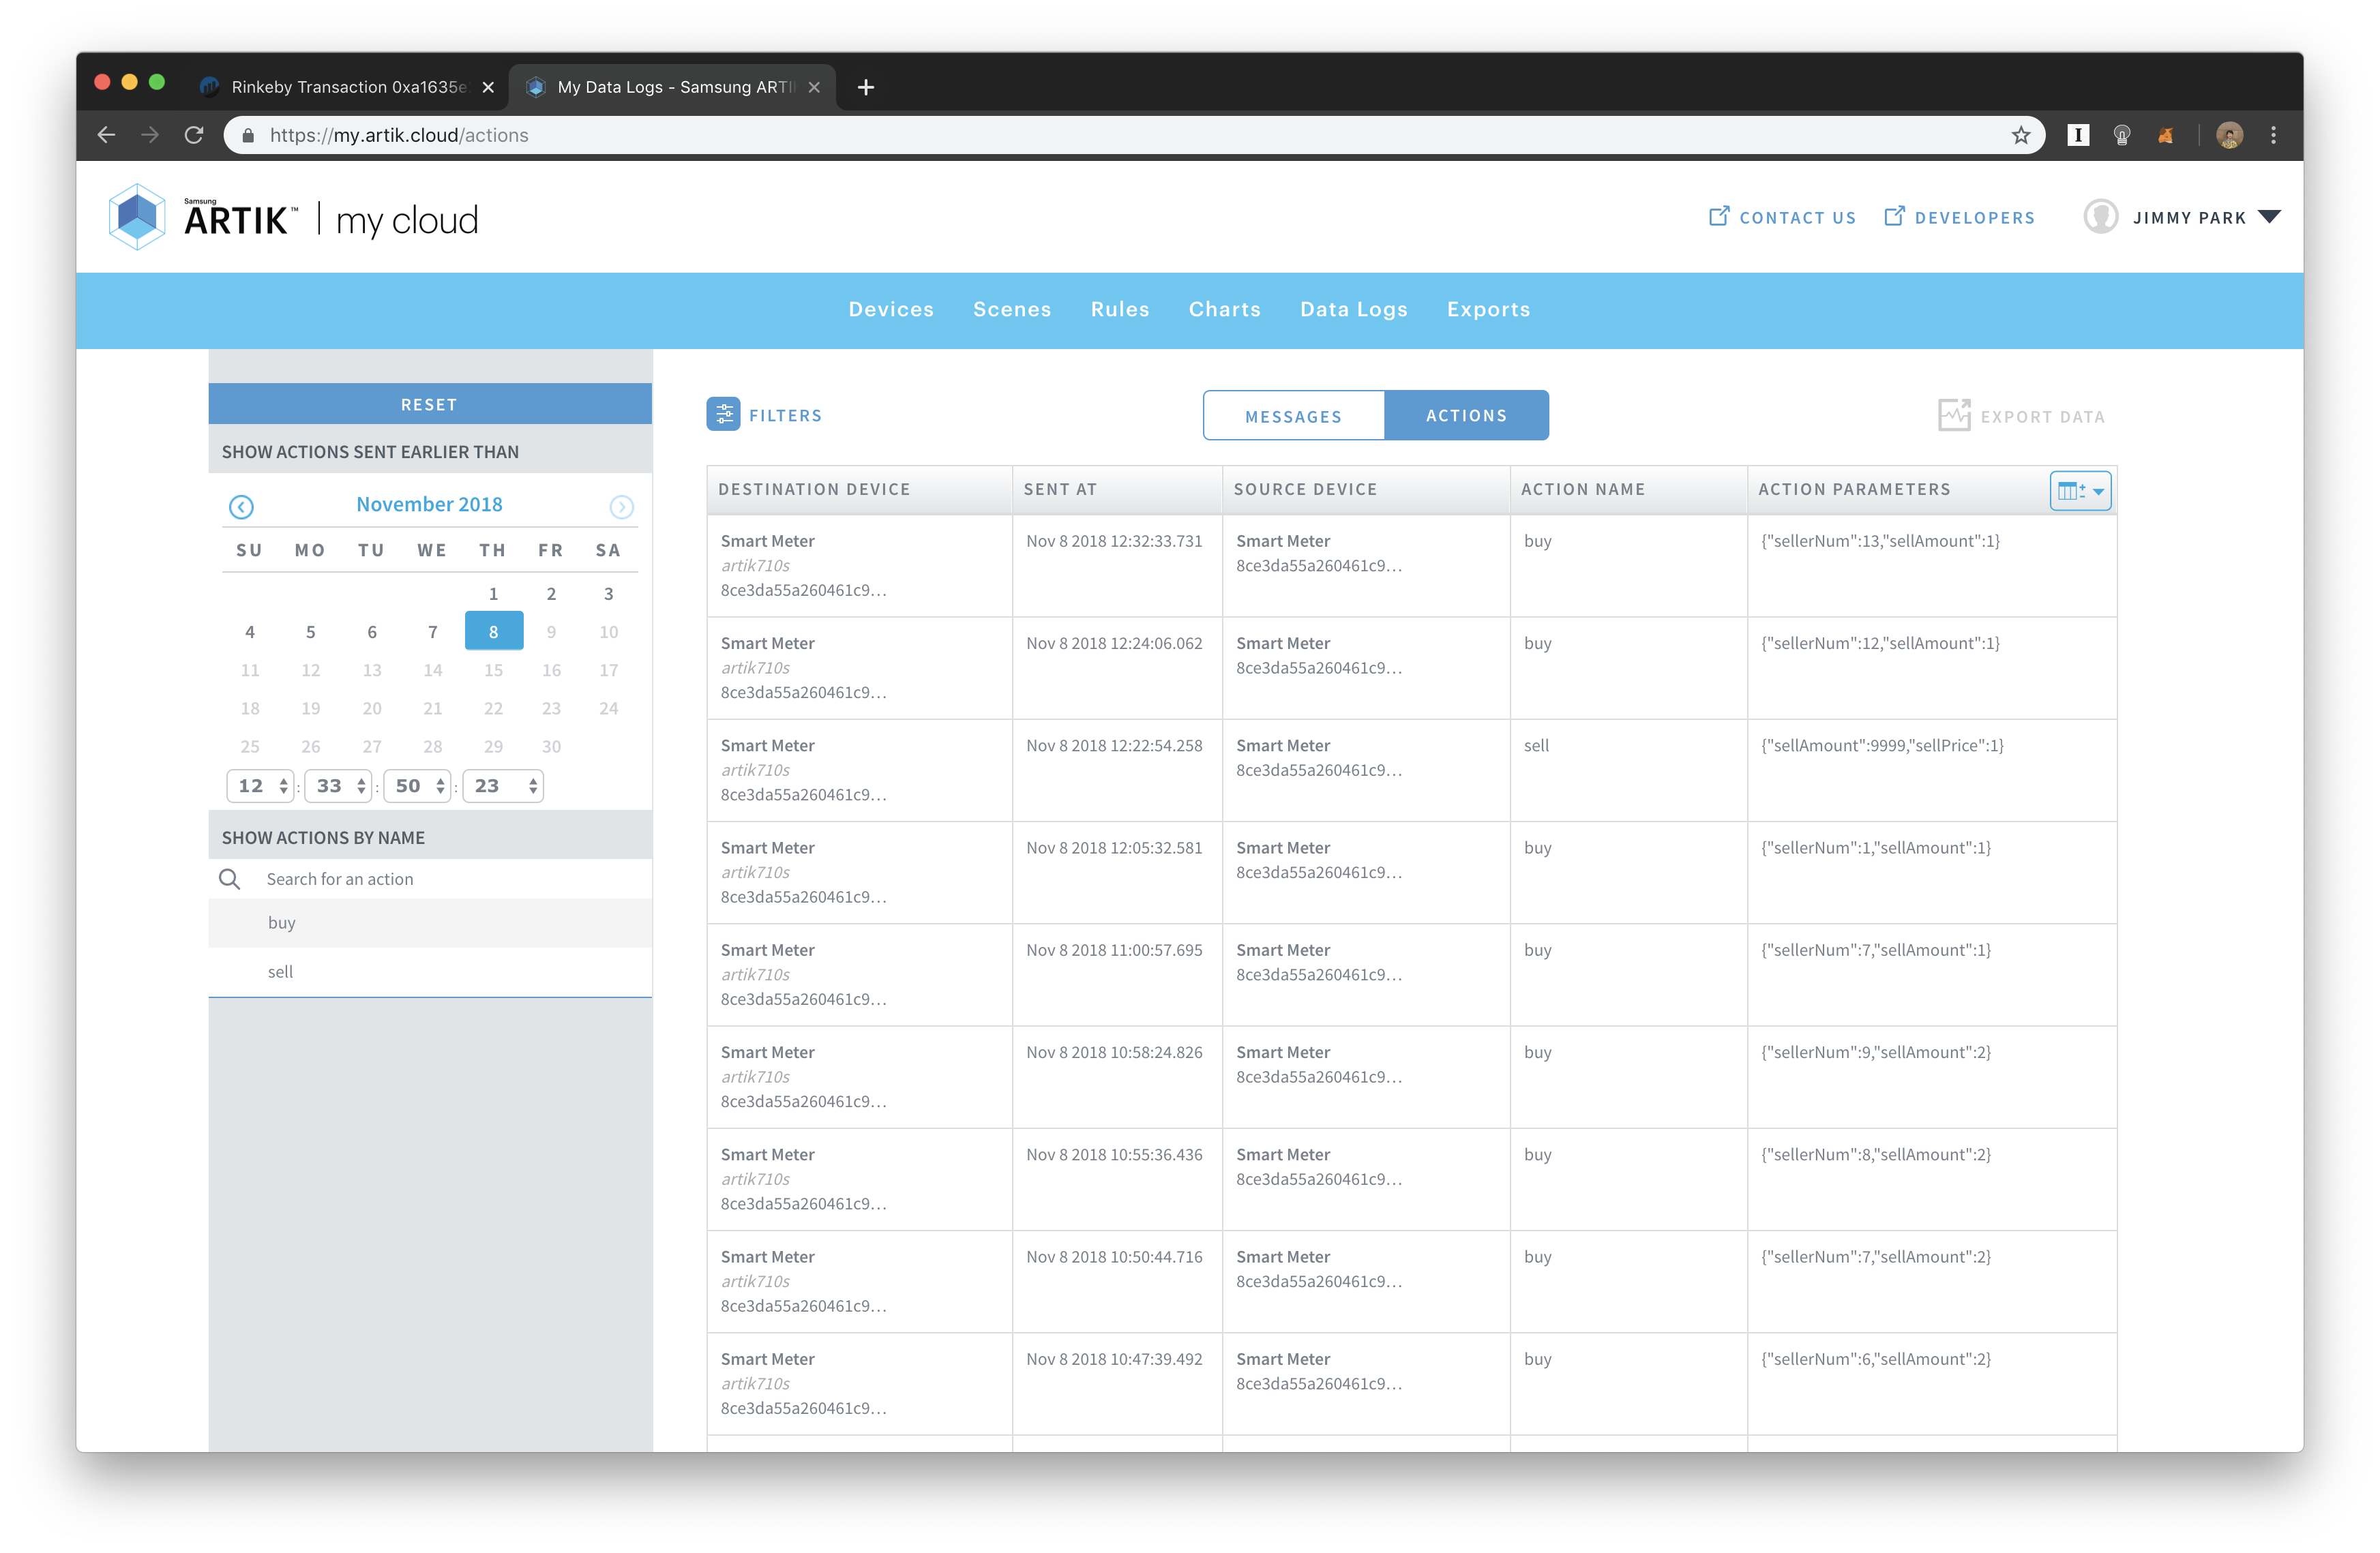 Rinkeby Transaction 0xa1635e
My Data Logs - Samsung ARTI
https://my.artik.cloud/actions
Samsung
ARTIK™ | my cloud
CONTACT US
DEVELOPERS
JIMMY PARK
Devices Scenes Rules Charts Data Logs Exports
RESET
SHOW ACTIONS SENT EARLIER THAN
November 2018
SU MO TU WE TH FR SA
1 2 3
4 5 6 7 8 9 10
11 12 13 14 15 16 17
18 19 20 21 22 23 24
25 26 27 28 29 30
12 : 33 : 50 : 23
SHOW ACTIONS BY NAME
Search for an action
buy
sell
FILTERS
MESSAGES ACTIONS
EXPORT DATA
DESTINATION DEVICE SENT AT SOURCE DEVICE ACTION NAME ACTION PARAMETERS
Smart Meter Nov 8 2018 12:32:33.731 Smart Meter buy {"sellerNum":13,"sellAmount":1}
artik710s 8ce3da55a260461c9...
8ce3da55a260461c9...
Smart Meter Nov 8 2018 12:24:06.062 Smart Meter buy {"sellerNum":12,"sellAmount":1}
artik710s 8ce3da55a260461c9...
8ce3da55a260461c9...
Smart Meter Nov 8 2018 12:22:54.258 Smart Meter sell {"sellAmount":9999,"sellPrice":1}
artik710s 8ce3da55a260461c9...
8ce3da55a260461c9...
Smart Meter Nov 8 2018 12:05:32.581 Smart Meter buy {"sellerNum":1,"sellAmount":1}
artik710s 8ce3da55a260461c9...
8ce3da55a260461c9...
Smart Meter Nov 8 2018 11:00:57.695 Smart Meter buy {"sellerNum":7,"sellAmount":1}
artik710s 8ce3da55a260461c9...
8ce3da55a260461c9...
Smart Meter Nov 8 2018 10:58:24.826 Smart Meter buy {"sellerNum":9,"sellAmount":2}
artik710s 8ce3da55a260461c9...
8ce3da55a260461c9...
Smart Meter Nov 8 2018 10:55:36.436 Smart Meter buy {"sellerNum":8,"sellAmount":2}
artik710s 8ce3da55a260461c9...
8ce3da55a260461c9...
Smart Meter Nov 8 2018 10:50:44.716 Smart Meter buy {"sellerNum":7,"sellAmount":2}
artik710s 8ce3da55a260461c9...
8ce3da55a260461c9...
Smart Meter Nov 8 2018 10:47:39.492 Smart Meter buy {"sellerNum":6,"sellAmount":2}
artik710s 8ce3da55a260461c9...
8ce3da55a260461c9...